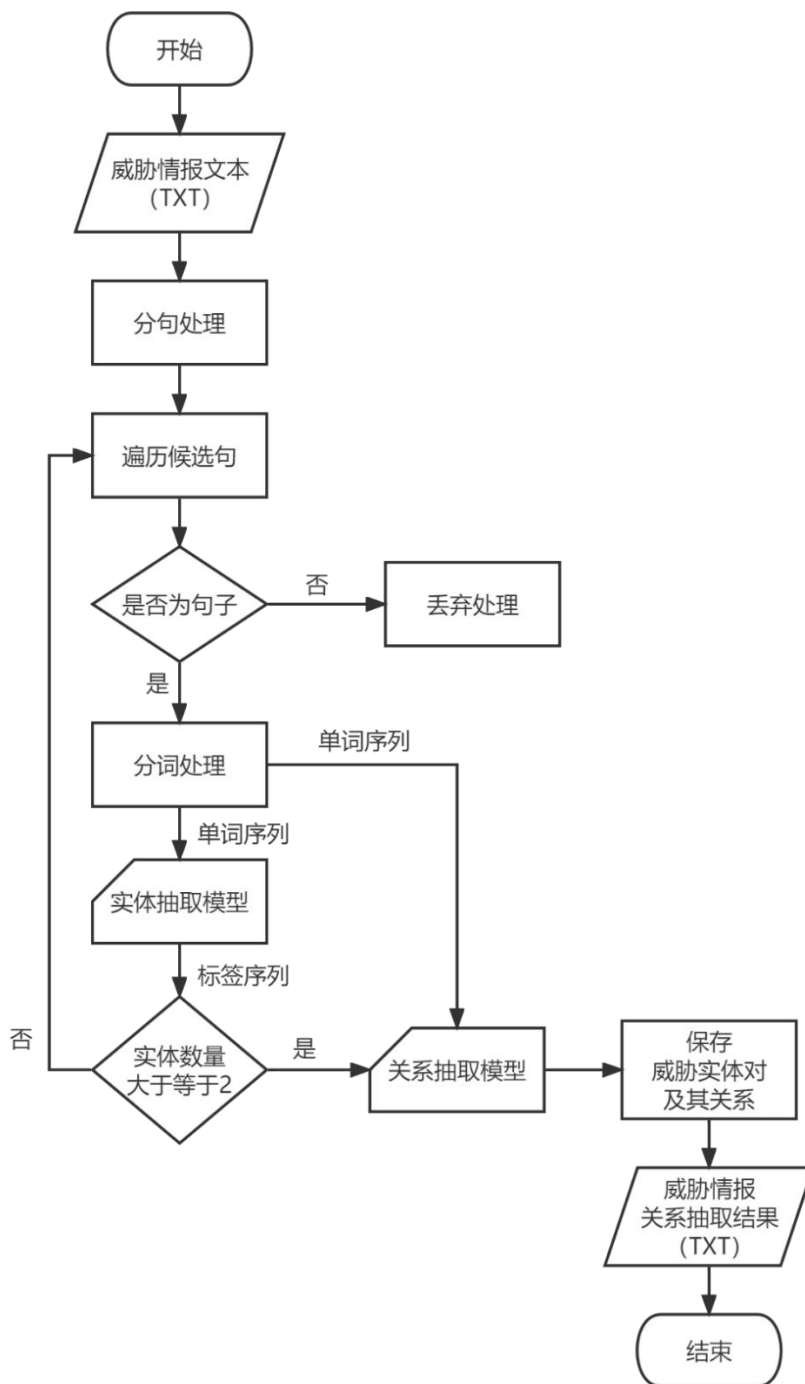 开始
威胁情报文本
（TXT）
分句处理
遍历候选句
是否为句子
否
丢弃处理
是
分词处理
单词序列
单词序列
实体抽取模型
标签序列
否
实体数量
大于等于2
是
关系抽取模型
保存
威胁实体对
及其关系
威胁情报
关系抽取结果
（TXT）
结束